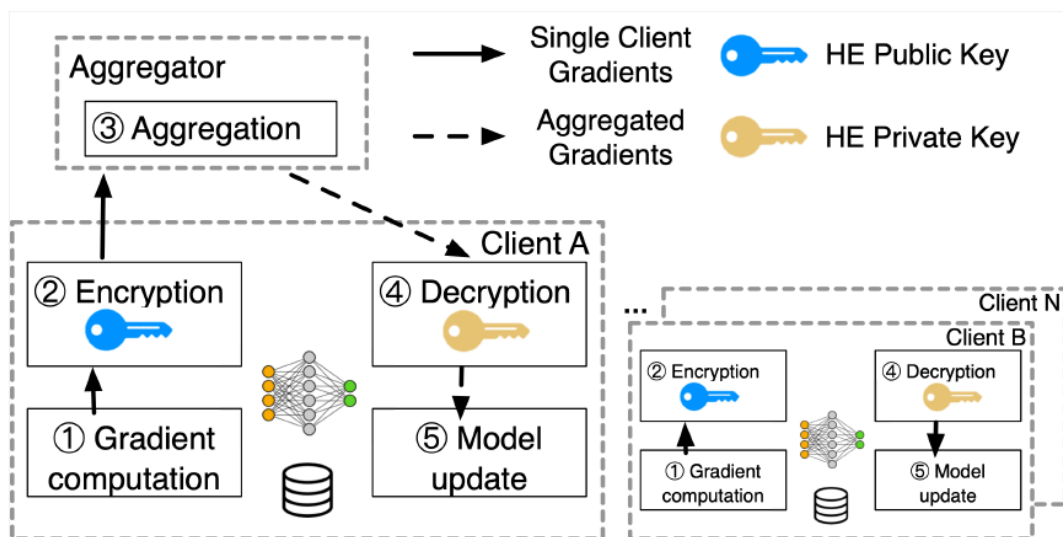 Aggregator
③ Aggregation
Single Client
Gradients
HE Public Key
Aggregated
Gradients
HE Private Key
Client A
② Encryption
④ Decryption
① Gradient
computation
⑤ Model
update
...
Client N
Client B
② Encryption
④ Decryption
① Gradient
computation
⑤ Model
update